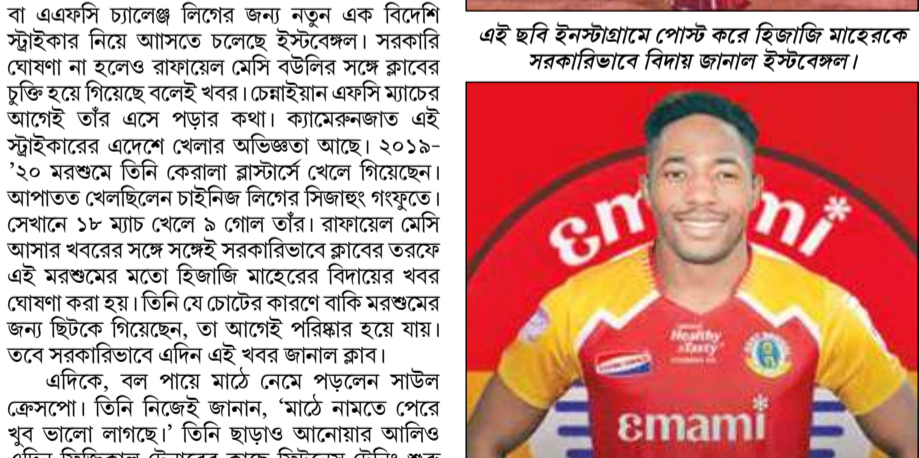 বা এএফসি চ্যালেঞ্জ লিগের জন্য নতুন এক বিদেশি
স্ট্রাইকার নিয়ে আাসতে চলেছে ইস্টবেঙ্গল। সরকারি
ঘোষণা না হলেও রাফায়েল মেসি বউলির সঙ্গে ক্লাবের
চুক্তি হয়ে গিয়েছে বলেই খবর। চেন্নাইয়ান এফসি ম্যাচের
আগেই তাঁর এসে পড়ার কথা। ক্যামেরুনজাত এই
স্ট্রাইকারের এদেশে খেলার অভিজ্ঞতা আছে। ২০১৯-
'২০ মরশুমে তিনি কেরালা ব্লাস্টার্সে খেলে গিয়েছেন।
আপাতত খেলছিলেন চাইনিজ লিগের সিজাহুং গংফুতে।
সেখানে ১৮ ম্যাচ খেলে ৯ গোল তাঁর। রাফায়েল মেসি
আসার খবরের সঙ্গে সঙ্গেই সরকারিভাবে ক্লাবের তরফে
এই মরশুমের মতো হিজাজি মাহেরের বিদায়ের খবর
ঘোষণা করা হয়। তিনি যে চোটের কারণে বাকি মরশুমের
জন্য ছিটকে গিয়েছেন, তা আগেই পরিষ্কার হয়ে যায়।
তবে সরকারিভাবে এদিন এই খবর জানাল ক্লাব।
এদিকে, বল পায়ে মাঠে নেমে পড়লেন সাউল
ক্রেসপো। তিনি নিজেই জানান, 'মাঠে নামতে পেরে
খুব ভালো লাগছে।' তিনি ছাড়াও আনোয়ার আলিও
এই ছবি ইনস্টাগ্রামে পোস্ট করে হিজাজি মাহেরকে
সরকারিভাবে বিদায় জানাল ইস্টবেঙ্গল।
emami
Healthy
& Tasty
emami